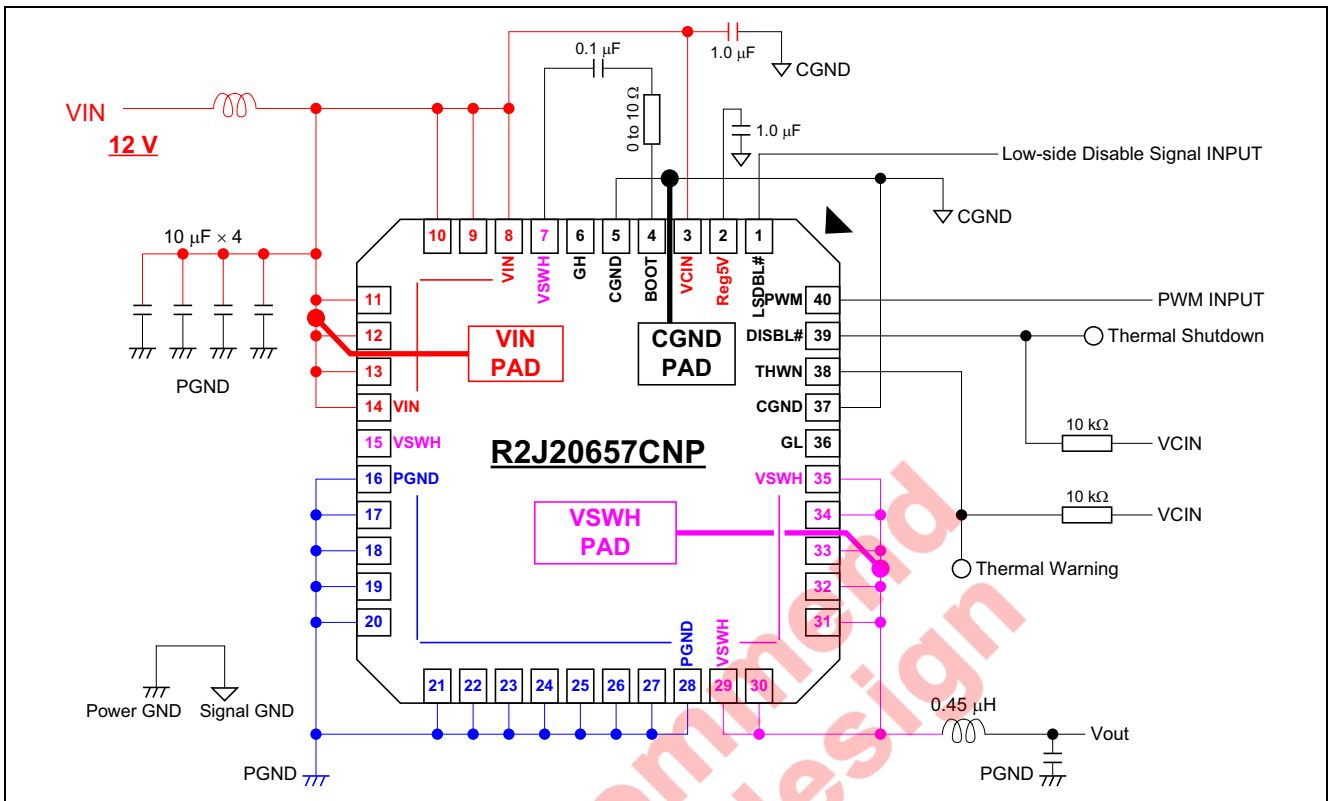 0.1 µF
1.0 µF
CGND
VIN
12 V
0 to 10 Ω
1.0 µF
Low-side Disable Signal INPUT
CGND
10 9 8 7 6 5 4 3 2 1
VIN
VSWH
GH
CGND
BOOT
VCIN
Reg5V
LSDBL#
10 µF × 4
PGND
11
12
13
14 VIN
15 VSWH
16 PGND
17
18
19
20
VIN
PAD
CGND
PAD
R2J20657CNP
VSWH
PAD
PWM 40
PWM INPUT
DISBL# 39
Thermal Shutdown
THWN 38
CGND 37
10 kΩ
VCIN
GL 36
VSWH 35
34
10 kΩ
VCIN
33
Thermal Warning
32
31
PGND
VSWH
21 22 23 24 25 26 27 28 29 30
Power GND
Signal GND
PGND
0.45 µH
Vout
PGND
mmend
design